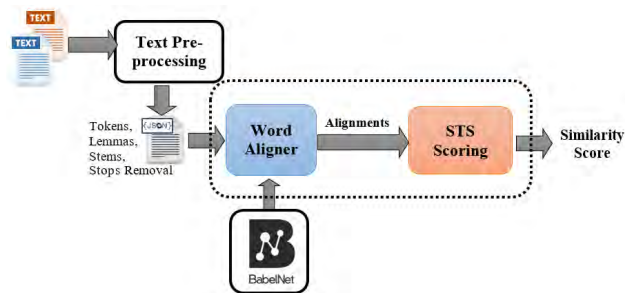 TEXT
TEXT
Text Pre-
processing
{JSON}
Tokens,
Lemmas,
Stems,
Stops Removal
Word
Aligner
Alignments
STS
Scoring
Similarity
Score
BabelNet